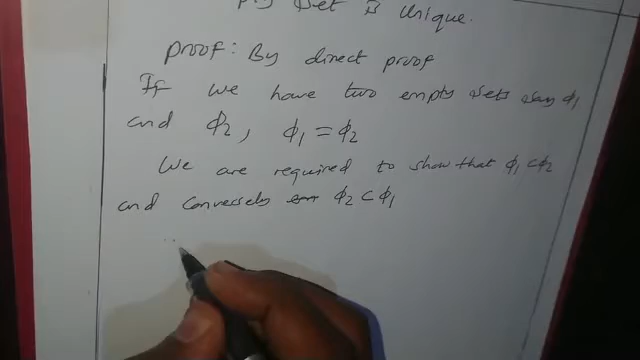 Set is Unique.
Proof: By direct proof
If we have two empty sets say ϕ1
and ϕ2, ϕ1 = ϕ2
We are required to show that ϕ1 ⊂ ϕ2
and conversely ϕ2 ⊂ ϕ1